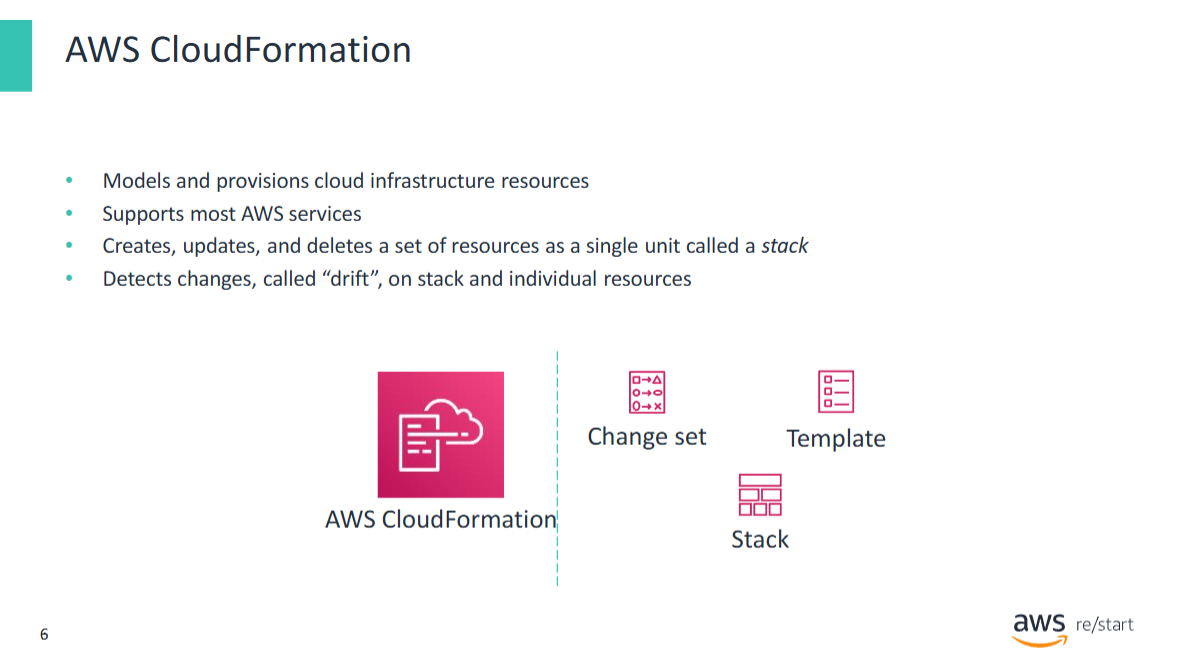 AWS CloudFormation
• Models and provisions cloud infrastructure resources
• Supports most AWS services
• Creates, updates, and deletes a set of resources as a single unit called a stack
• Detects changes, called “drift”, on stack and individual resources
AWS CloudFormation
Change set
Template
Stack
6
aws re/start